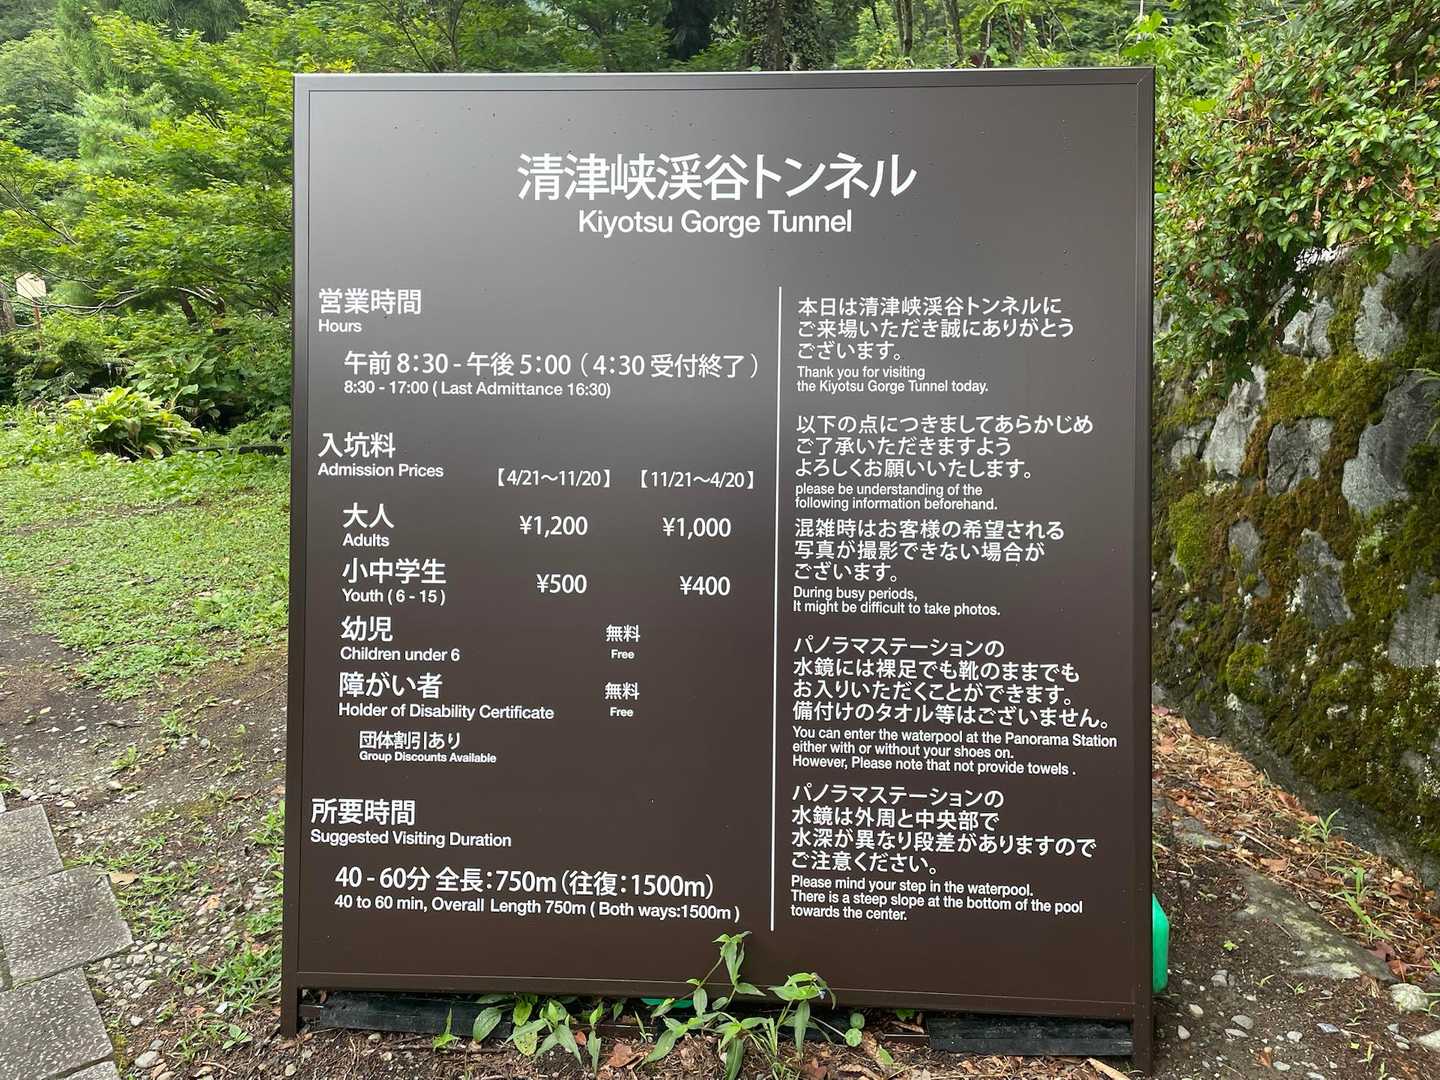 清津峡渓谷トンネル
Kiyotsu Gorge Tunnel
営業時間
Hours
午前 8:30 - 午後 5:00 ( 4:30 受付終了 )
8:30 - 17:00 ( Last Admittance 16:30)
入坑料
Admission Prices
【 4/21～11/20 】 【 11/21～4/20 】
大人 ¥1,200 ¥1,000
Adults
小中学生 ¥500 ¥400
Youth ( 6 - 15 )
幼児 無料
Children under 6 Free
障がい者 無料
Holder of Disability Certificate Free
団体割引あり
Group Discounts Available
所要時間
Suggested Visiting Duration
40 - 60分 全長：750m（往復：1500m）
40 to 60 min, Overall Length 750m ( Both ways:1500m )
本日は清津峡渓谷トンネルに
ご来場いただき誠にありがとう
ございます。
Thank you for visiting
the Kiyotsu Gorge Tunnel today.
以下の点につきましてあらかじめ
ご了承いただきますよう
よろしくお願いいたします。
please be understanding of the
following information beforehand.
混雑時はお客様の希望される
写真が撮影できない場合が
ございます。
During busy periods,
It might be difficult to take photos.
パノラマステーションの
水鏡には裸足でも靴のままでも
お入りいただくことができます。
備付けのタオル等はございません。
You can enter the waterpool at the Panorama Station
either with or without your shoes on.
However, Please note that not provide towels .
パノラマステーションの
水鏡は外周と中央部で
水深が異なり段差がありますので
ご注意ください。
Please mind your step in the waterpool.
There is a steep slope at the bottom of the pool
towards the center.